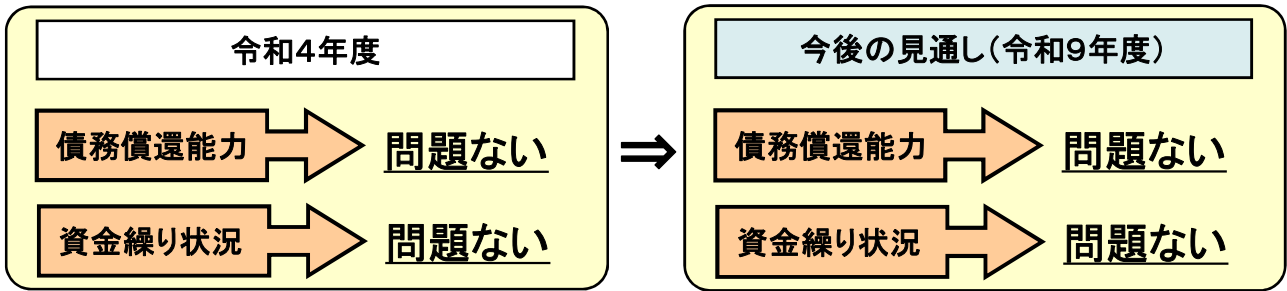 令和4年度
債務償還能力
問題ない
資金繰り状況
問題ない
⇒
今後の見通し(令和9年度)
債務償還能力
問題ない
資金繰り状況
問題ない